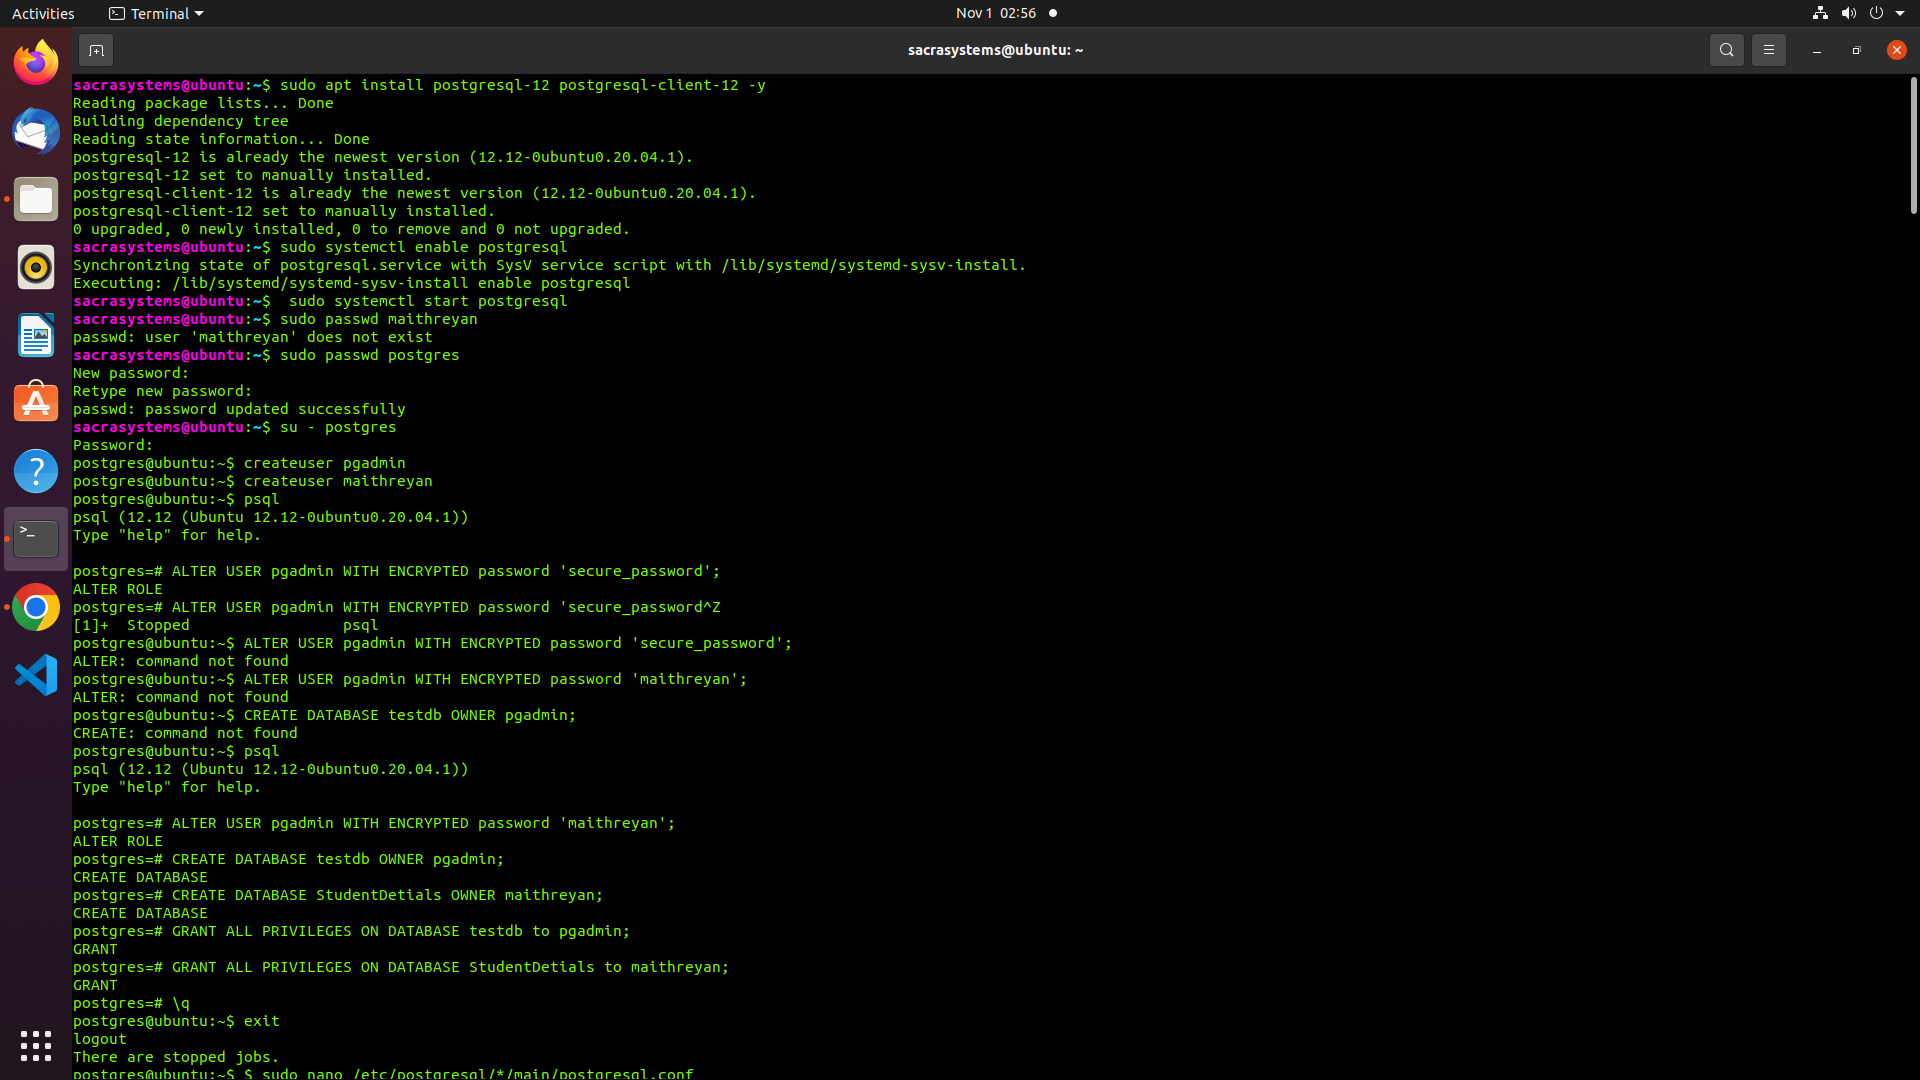 Activities
Terminal
Nov 1 02:56
sacrasystems@ubuntu: ~
sacrasystems@ubuntu:~$ sudo apt install postgresql-12 postgresql-client-12 -y
Reading package lists... Done
Building dependency tree
Reading state information... Done
postgresql-12 is already the newest version (12.12-0ubuntu0.20.04.1).
postgresql-12 set to manually installed.
postgresql-client-12 is already the newest version (12.12-0ubuntu0.20.04.1).
postgresql-client-12 set to manually installed.
0 upgraded, 0 newly installed, 0 to remove and 0 not upgraded.
sacrasystems@ubuntu:~$ sudo systemctl enable postgresql
Synchronizing state of postgresql.service with SysV service script with /lib/systemd/systemd-sysv-install.
Executing: /lib/systemd/systemd-sysv-install enable postgresql
sacrasystems@ubuntu:~$  sudo systemctl start postgresql
sacrasystems@ubuntu:~$ sudo passwd maithreyan
passwd: user 'maithreyan' does not exist
sacrasystems@ubuntu:~$ sudo passwd postgres
New password:
Retype new password:
passwd: password updated successfully
sacrasystems@ubuntu:~$ su - postgres
Password:
postgres@ubuntu:~$ createuser pgadmin
postgres@ubuntu:~$ createuser maithreyan
postgres@ubuntu:~$ psql
psql (12.12 (Ubuntu 12.12-0ubuntu0.20.04.1))
Type "help" for help.
postgres=# ALTER USER pgadmin WITH ENCRYPTED password 'secure_password';
ALTER ROLE
postgres=# ALTER USER pgadmin WITH ENCRYPTED password 'secure_password^Z
[1]+  Stopped                 psql
postgres@ubuntu:~$ ALTER USER pgadmin WITH ENCRYPTED password 'secure_password';
ALTER: command not found
postgres@ubuntu:~$ ALTER USER pgadmin WITH ENCRYPTED password 'maithreyan';
ALTER: command not found
postgres@ubuntu:~$ CREATE DATABASE testdb OWNER pgadmin;
CREATE: command not found
postgres@ubuntu:~$ psql
psql (12.12 (Ubuntu 12.12-0ubuntu0.20.04.1))
Type "help" for help.
postgres=# ALTER USER pgadmin WITH ENCRYPTED password 'maithreyan';
ALTER ROLE
postgres=# CREATE DATABASE testdb OWNER pgadmin;
CREATE DATABASE
postgres=# CREATE DATABASE StudentDetials OWNER maithreyan;
CREATE DATABASE
postgres=# GRANT ALL PRIVILEGES ON DATABASE testdb to pgadmin;
GRANT
postgres=# GRANT ALL PRIVILEGES ON DATABASE StudentDetials to maithreyan;
GRANT
postgres=# \q
postgres@ubuntu:~$ exit
logout
There are stopped jobs.
postgres@ubuntu:~$ $ sudo nano /etc/postgresql/*/main/postgresql.conf